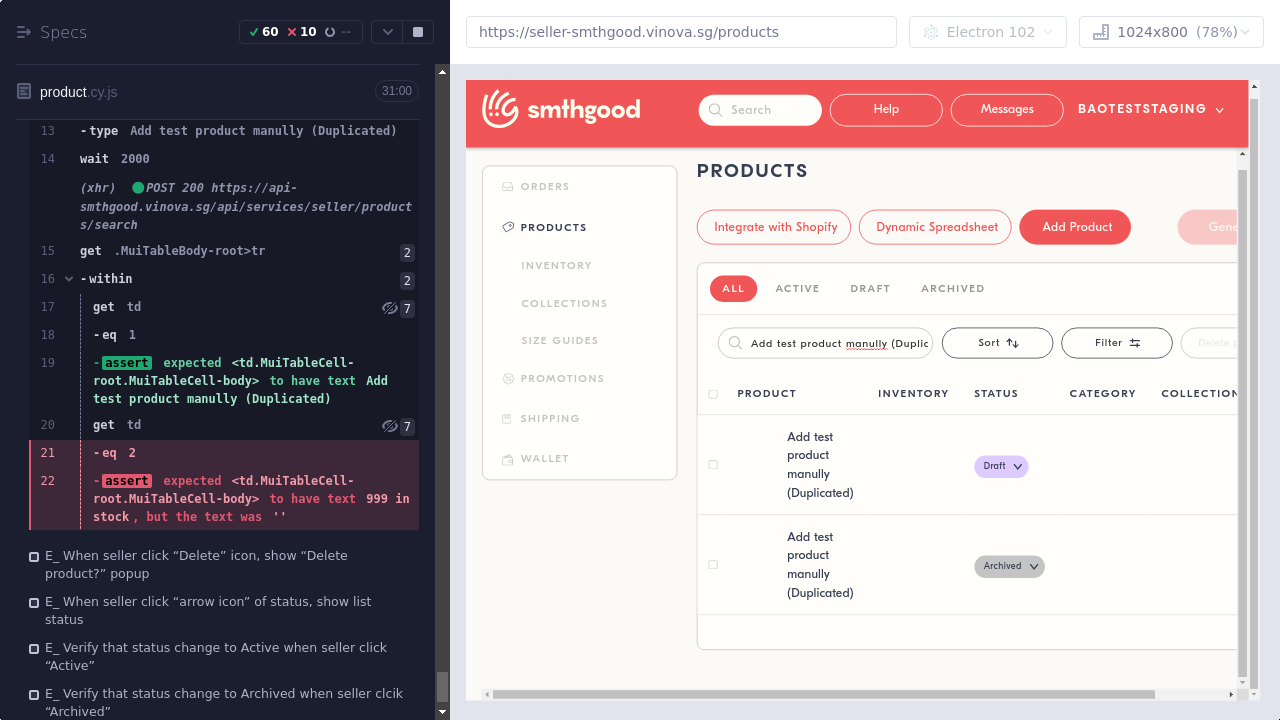 Specs
60
10
--
https://seller-smthgood.vinova.sg/products
Electron 102
1024x800 (78%)
product.cy.js
31:00
13 -type Add test product manully (Duplicated)
14 wait 2000
(xhr) POST 200 https://api-
smthgood.vinova.sg/api/services/seller/product
s/search
15 get .MuiTableBody-root>tr 2
16 -within 2
17 get td 7
18 -eq 1
19 -assert expected <td.MuiTableCell-
root.MuiTableCell-body> to have text Add
test product manully (Duplicated)
20 get td 7
21 -eq 2
22 -assert expected <td.MuiTableCell-
root.MuiTableCell-body> to have text 999 in
stock, but the text was ''
E_ When seller click “Delete” icon, show “Delete
product?” popup
E_ When seller click “arrow icon” of status, show list
status
E_ Verify that status change to Active when seller click
“Active”
E_ Verify that status change to Archived when seller clcik
“Archived”
smthgood
Search
Help
Messages
BAOTESTSTAGING
ORDERS
PRODUCTS
INVENTORY
COLLECTIONS
SIZE GUIDES
PROMOTIONS
SHIPPING
WALLET
PRODUCTS
Integrate with Shopify
Dynamic Spreadsheet
Add Product
Gene
ALL
ACTIVE
DRAFT
ARCHIVED
Add test product manully (Duplic
Sort
Filter
Delete p
PRODUCT INVENTORY STATUS CATEGORY COLLECTION
Add test
product
manully
(Duplicated)
Draft
Add test
product
manully
(Duplicated)
Archived